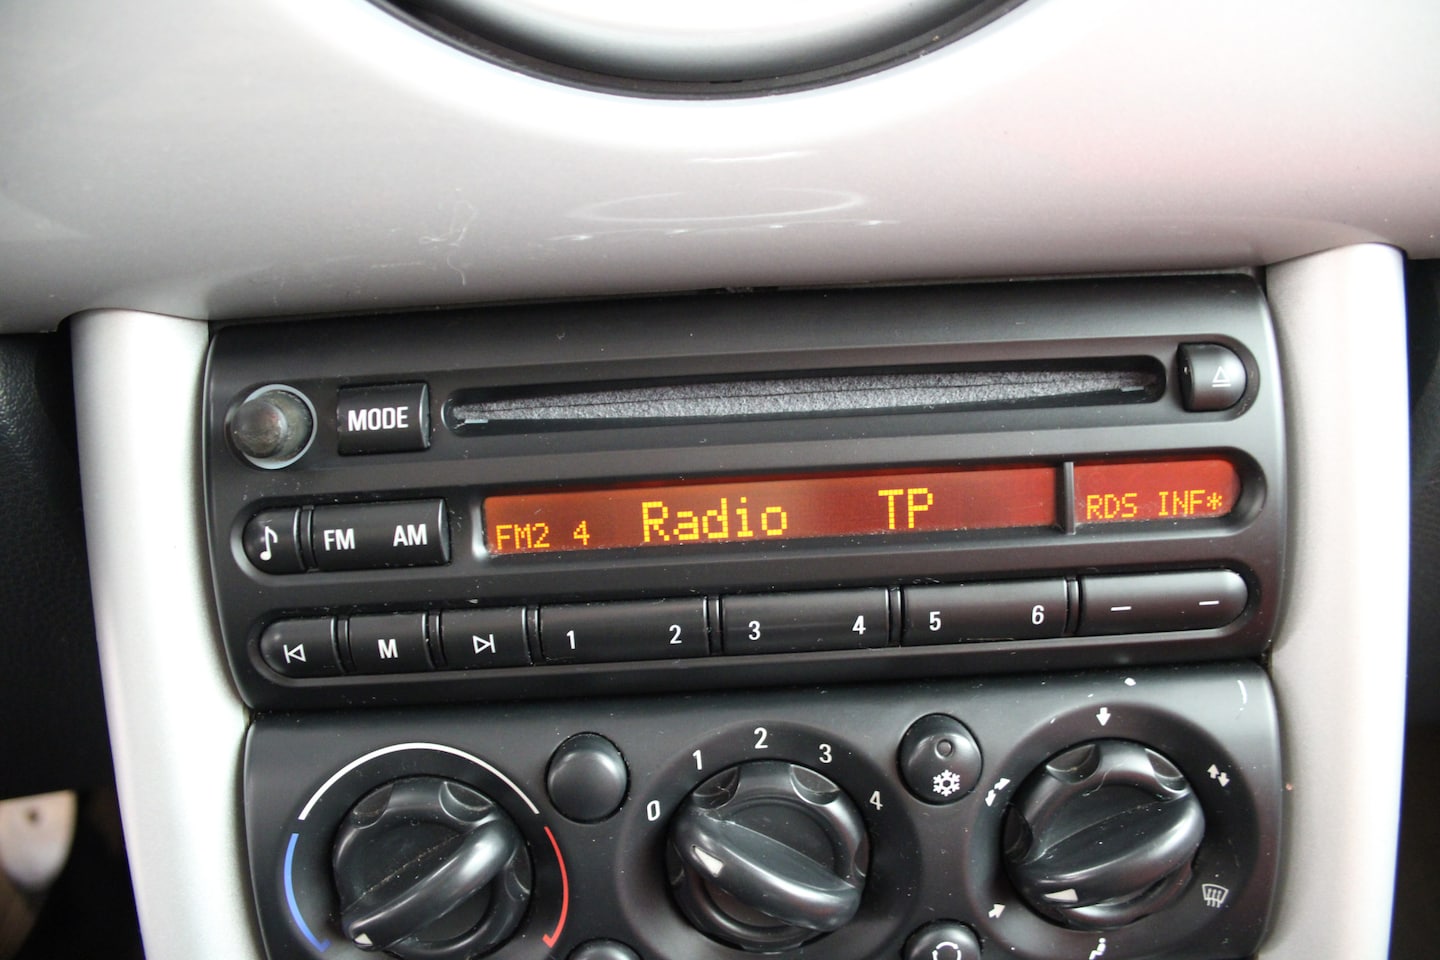 MODE
FM AM
FM2 4 Radio TP RDS INF*
M 1 2 3 4 5 6
0 1 2 3 4